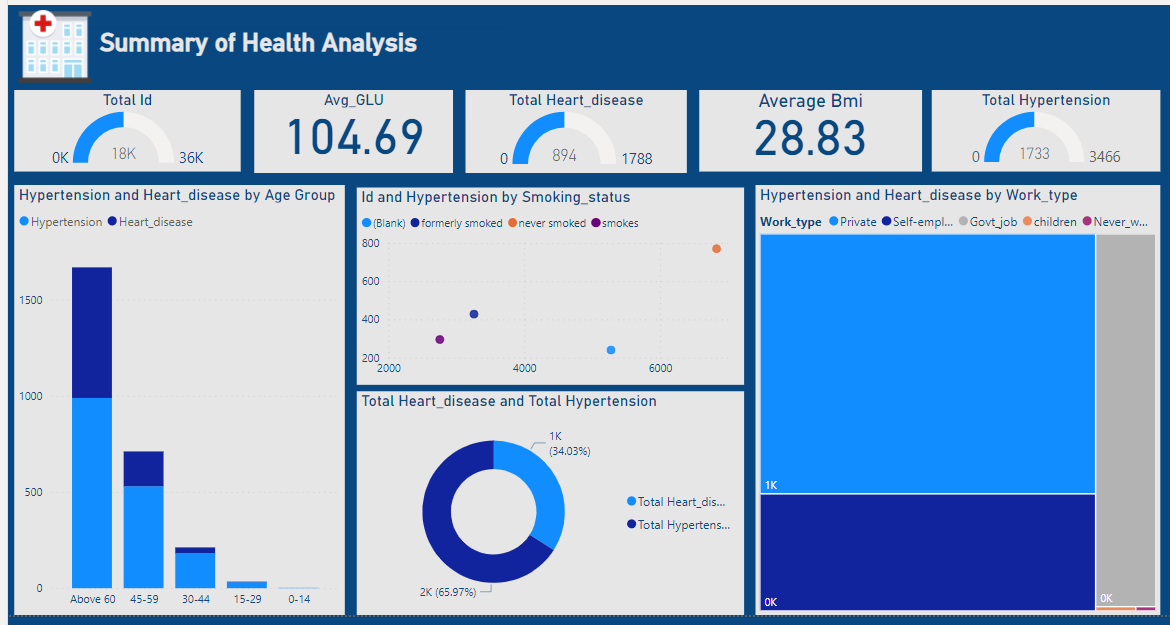 Summary of Health Analysis
Total Id
0K
18K
36K
Avg_GLU
104.69
Total Heart_disease
0
894
1788
Average Bmi
28.83
Total Hypertension
0
1733
3466
Hypertension and Heart_disease by Age Group
Hypertension Heart_disease
1500
1000
500
0
Above 60 45-59 30-44 15-29 0-14
Id and Hypertension by Smoking_status
(Blank) formerly smoked never smoked smokes
800
600
400
200
2000 4000 6000
Total Heart_disease and Total Hypertension
1K
(34.03%)
Total Heart_dis...
Total Hypertens...
2K (65.97%)
Hypertension and Heart_disease by Work_type
Work_type Private Self-empl... Govt_job children Never_w...
1K
0K
0K